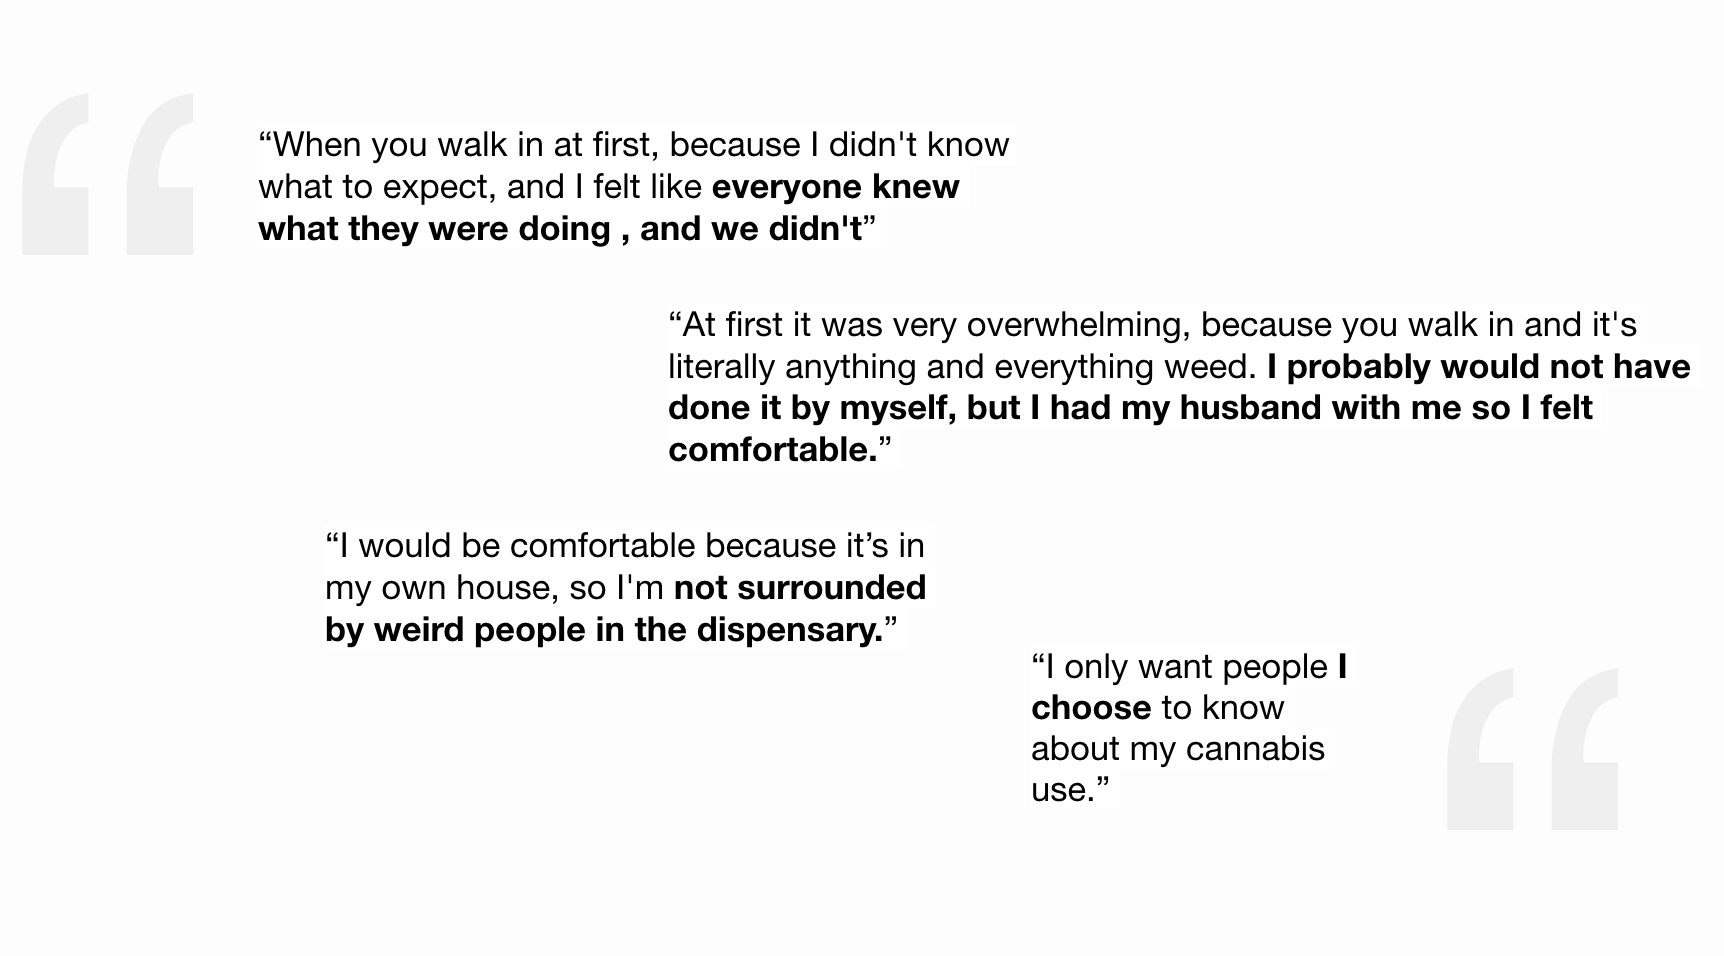 “When you walk in at first, because I didn't know
what to expect, and I felt like everyone knew
what they were doing , and we didn't”
“At first it was very overwhelming, because you walk in and it's
literally anything and everything weed. I probably would not have
done it by myself, but I had my husband with me so I felt
comfortable.”
“I would be comfortable because it’s in
my own house, so I'm not surrounded
by weird people in the dispensary.”
“I only want people I
choose to know
about my cannabis
use.”